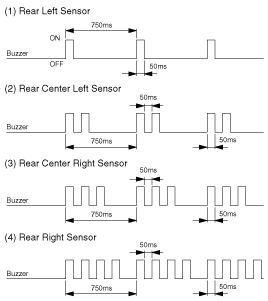 (1) Rear Left Sensor
750ms
ON
Buzzer
OFF
50ms
(2) Rear Center Left Sensor
50ms
Buzzer
750ms
50ms
(3) Rear Center Right Sensor
50ms
Buzzer
750ms
50ms
(4) Rear Right Sensor
50ms
Buzzer
750ms
50ms